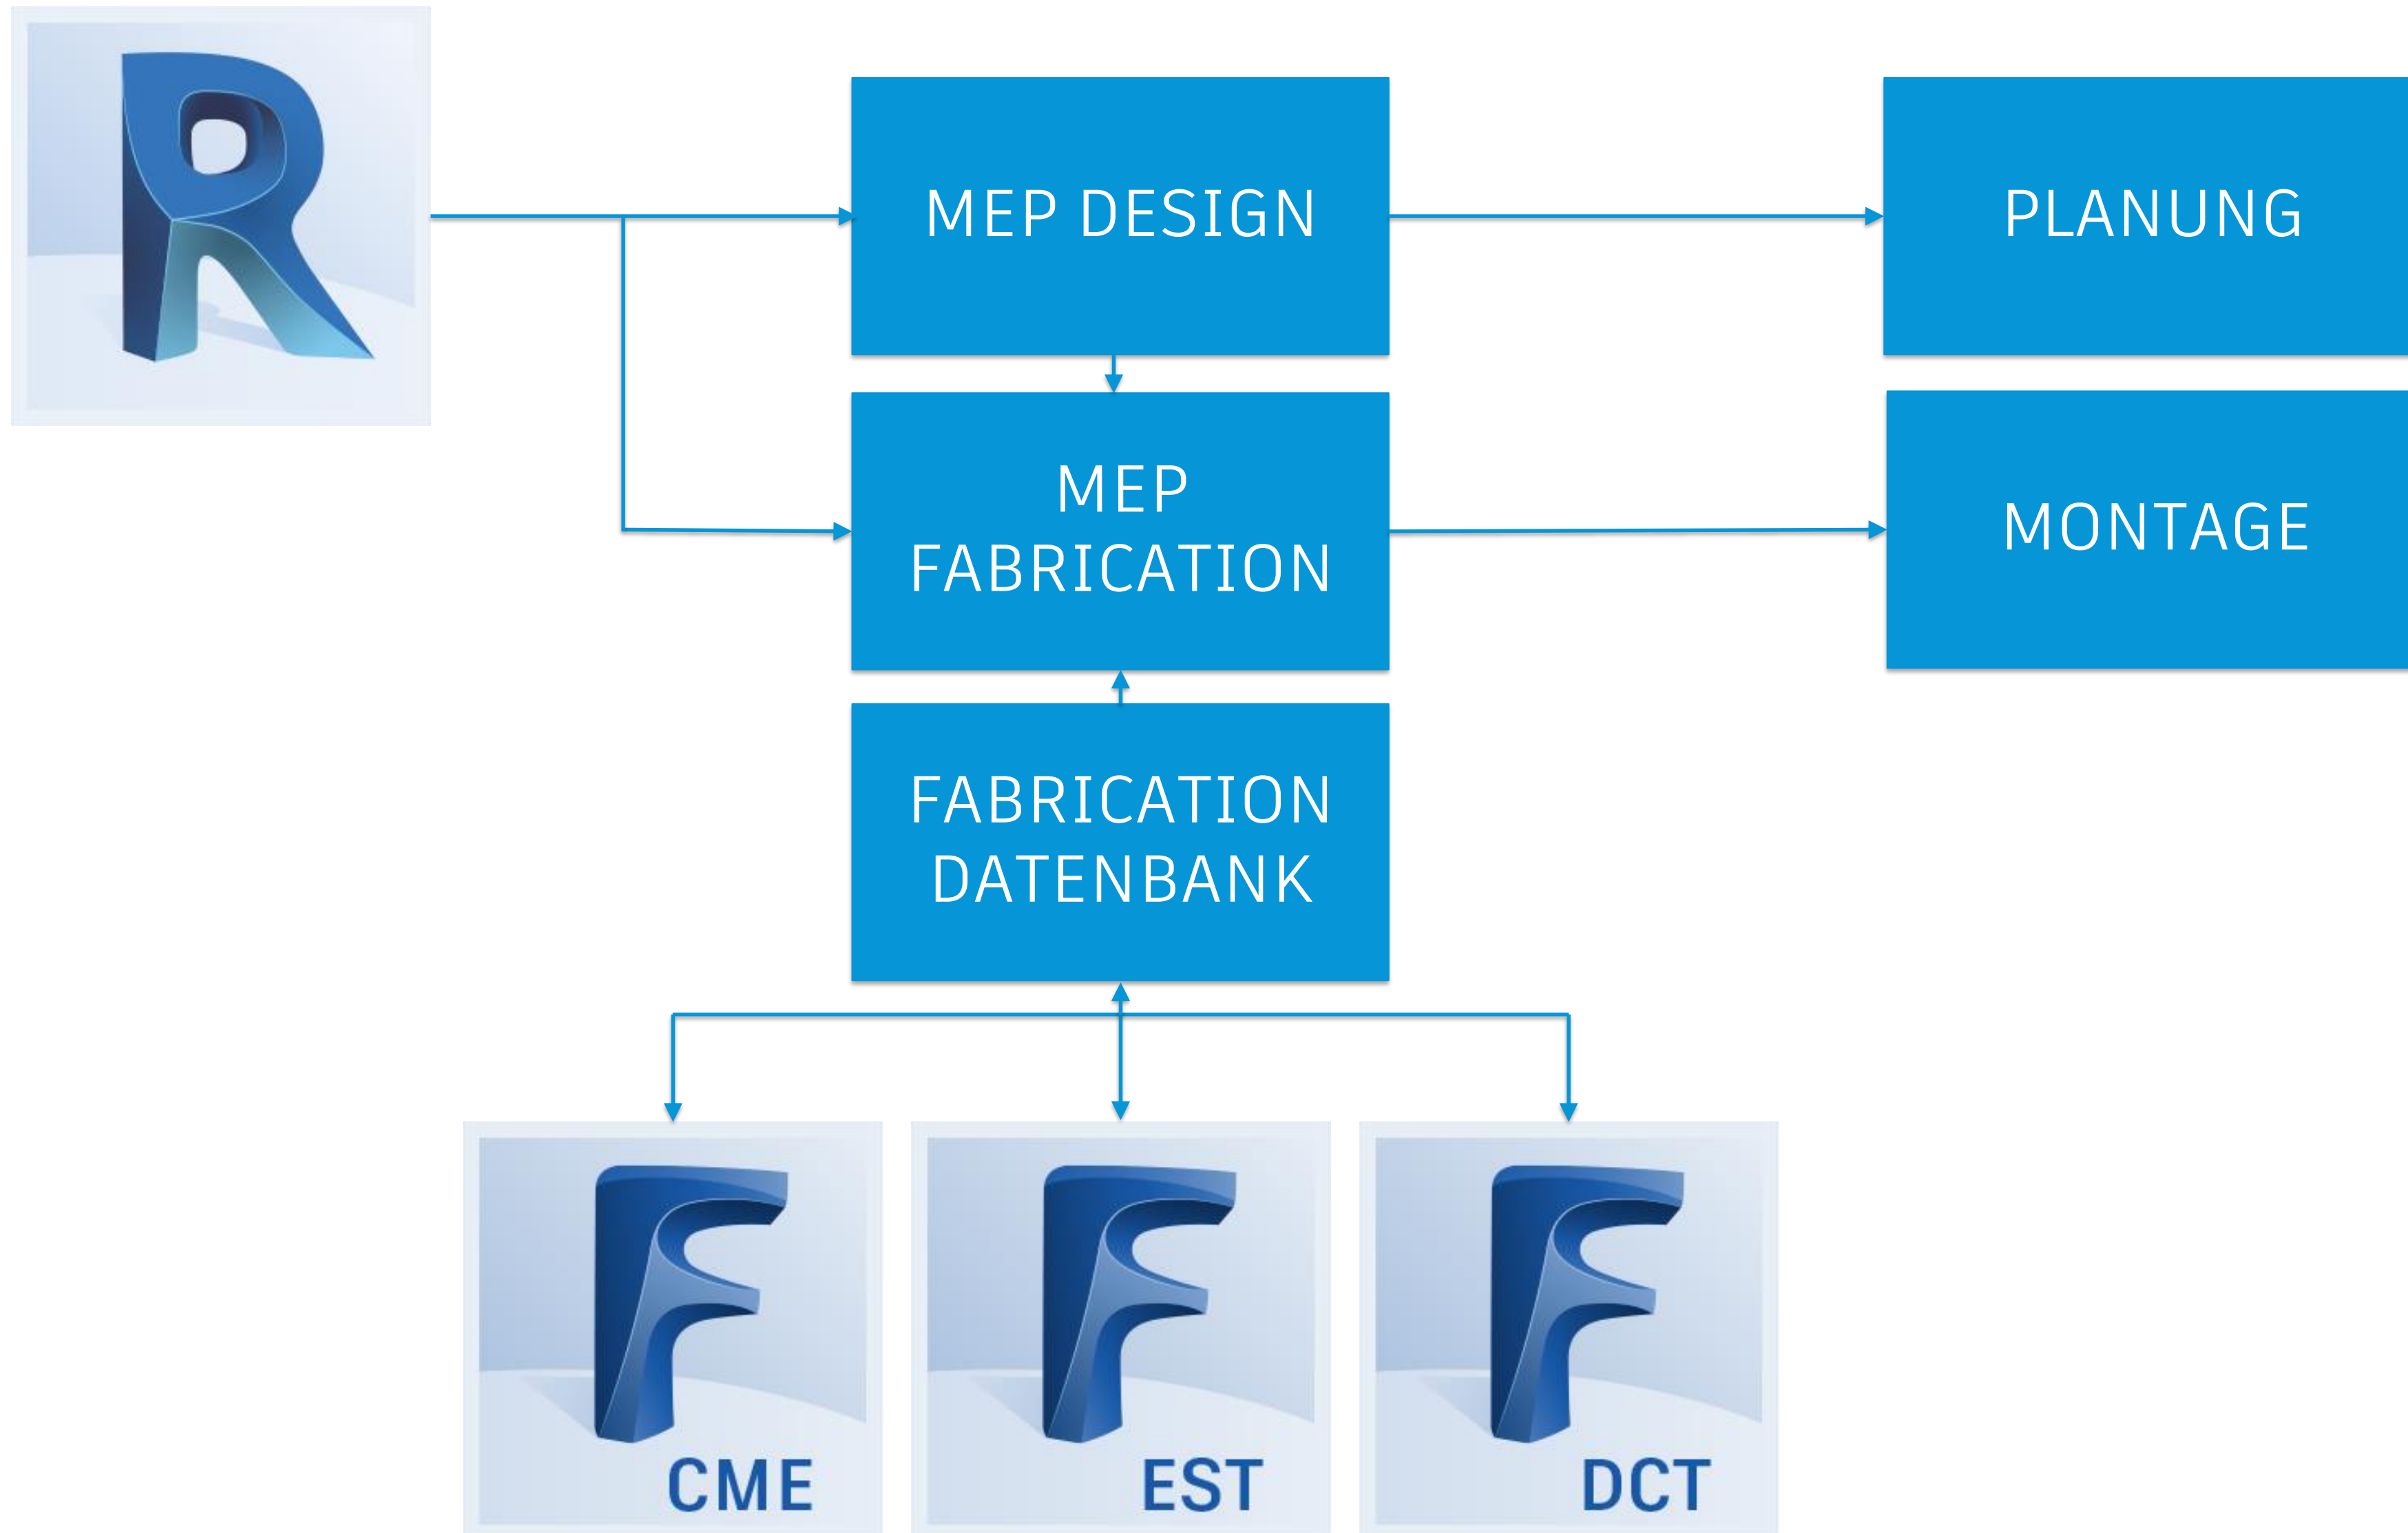 R
MEP DESIGN
PLANUNG
MEP
FABRICATION
MONTAGE
FABRICATION
DATENBANK
F
CME
F
EST
F
DCT